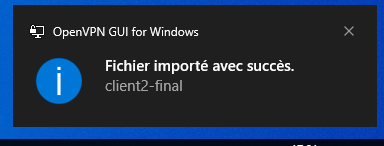 OpenVPN GUI for Windows
Fichier importé avec succès.
client2-final